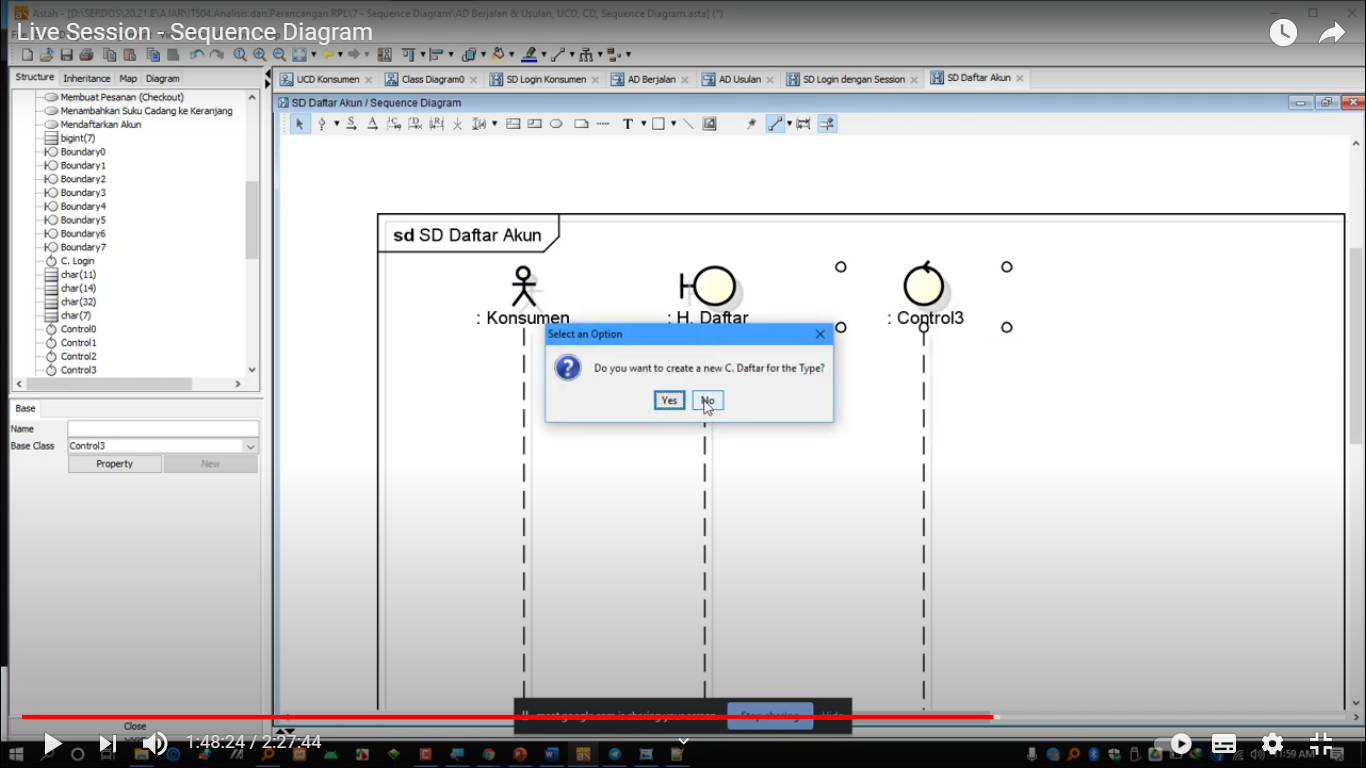 Astah - [D:\SERDOS\20.21.E\AJAR\IT504.Analisis.dan.Perancangan.RPL\7 - Sequence Diagram\AD Berjalan & Usulan, UCD, CD, Sequence Diagram.asta] (*)
Live Session - Sequence Diagram
Structure Inheritance Map Diagram
UCD Konsumen Class Diagram0 SD Login Konsumen AD Berjalan AD Usulan SD Login dengan Session SD Daftar Akun
SD Daftar Akun / Sequence Diagram
Membuat Pesanan (Checkout)
Menambahkan Suku Cadang ke Keranjang
Mendaftarkan Akun
bigint(7)
Boundary0
Boundary1
Boundary2
Boundary3
Boundary4
Boundary5
Boundary6
Boundary7
C. Login
char(11)
char(14)
char(32)
char(7)
Control0
Control1
Control2
Control3
Base
Name
Base Class Control3
Property New
sd SD Daftar Akun
: Konsumen
: H. Daftar
: Control3
Select an Option
Do you want to create a new C. Daftar for the Type?
Yes No
meet.google.com is sharing your screen. Stop sharing Hide
Close
1:48:24 / 2:27:44
11:59 AM